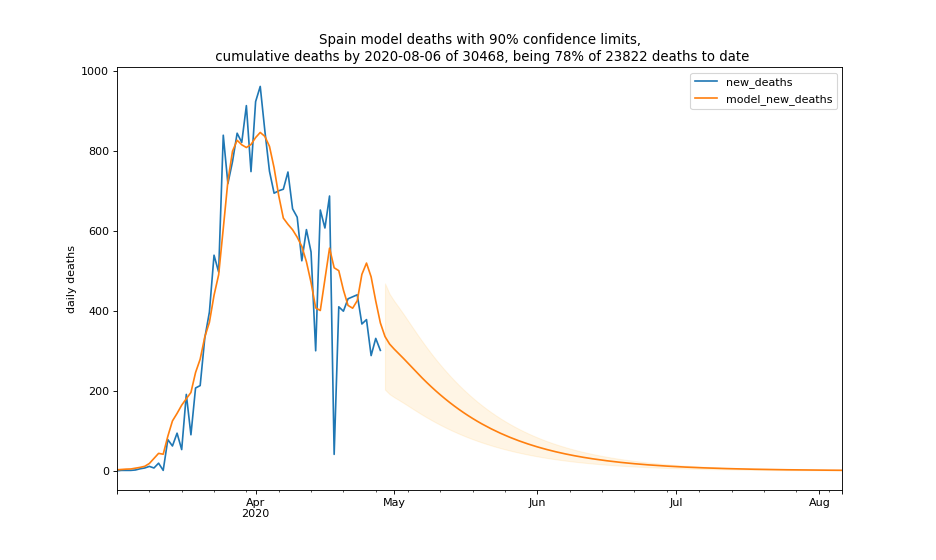 Spain model deaths with 90% confidence limits,
cumulative deaths by 2020-08-06 of 30468, being 78% of 23822 deaths to date
1000
800
600
400
200
0
daily deaths
new_deaths
model_new_deaths
Apr
2020
May
Jun
Jul
Aug